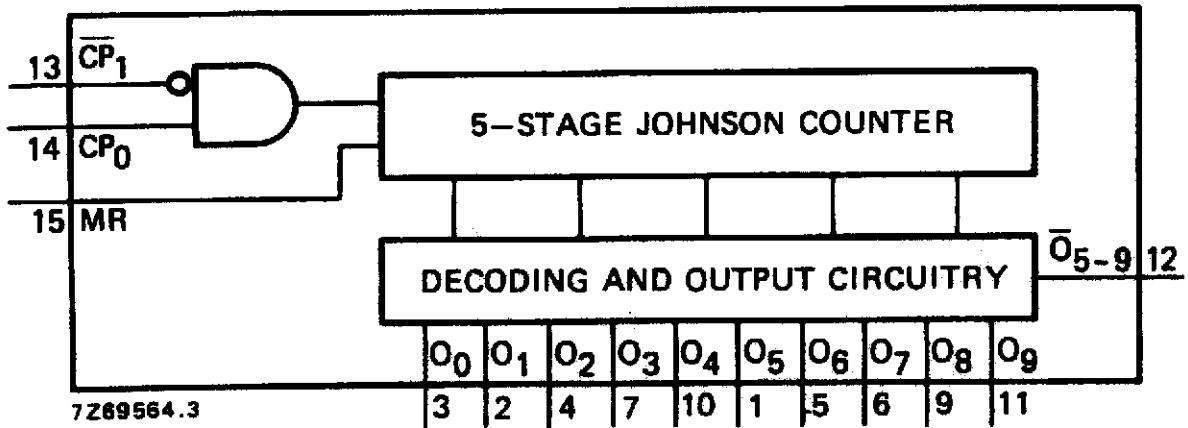 13 C̅P̅₁
14 CP₀
15 MR
5–STAGE JOHNSON COUNTER
DECODING AND OUTPUT CIRCUITRY
O̅₅₋₉ 12
O₀ O₁ O₂ O₃ O₄ O₅ O₆ O₇ O₈ O₉
3 2 4 7 10 1 5 6 9 11
7Z69564.3